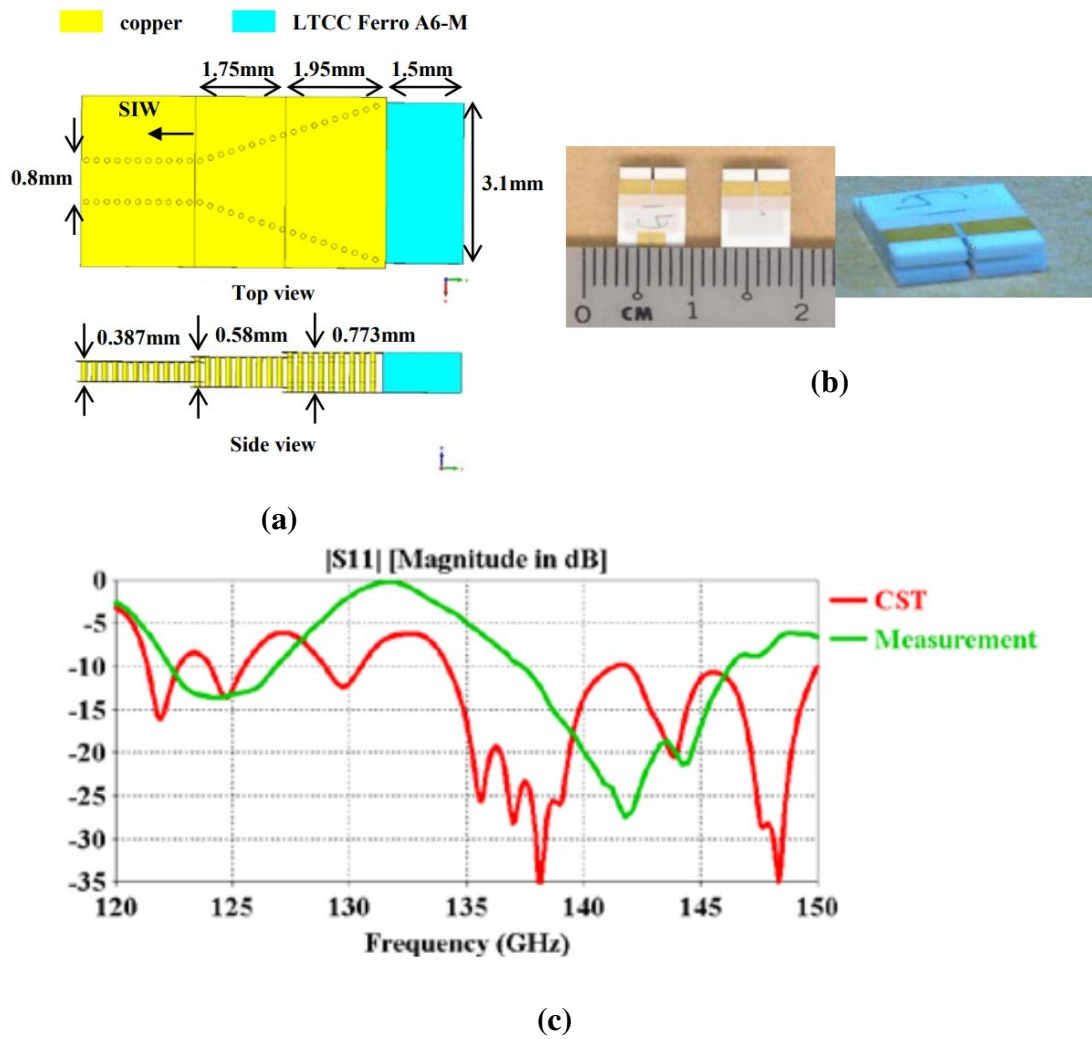 copper LTCC Ferro A6-M
1.75mm 1.95mm 1.5mm
SIW
0.8mm
3.1mm
Top view
0.387mm 0.58mm 0.773mm
Side view
(a)
0 CM 1 2
(b)
|S11| [Magnitude in dB]
0
-5
-10
-15
-20
-25
-30
-35
120 125 130 135 140 145 150
Frequency (GHz)
CST
Measurement
(c)